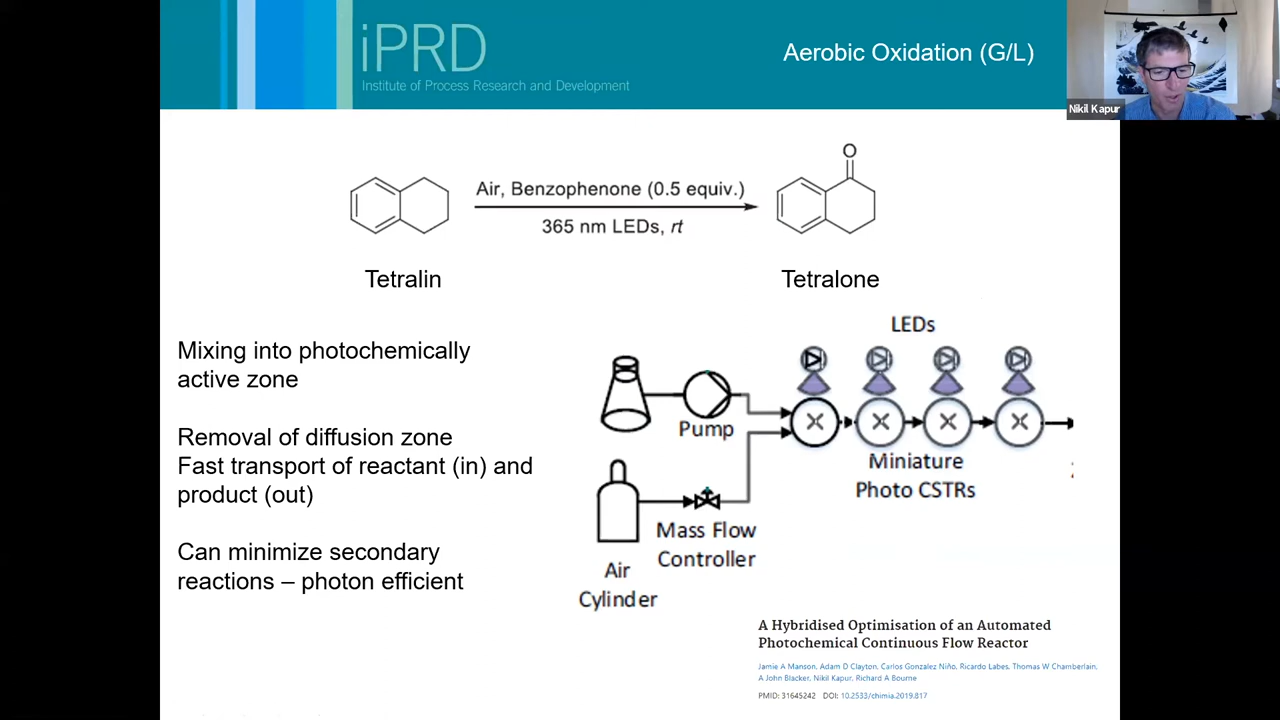 iPRD
Institute of Process Research and Development
Aerobic Oxidation (G/L)
Nikil Kapur
O
Air, Benzophenone (0.5 equiv.)
365 nm LEDs, rt
Tetralin
Tetralone
Mixing into photochemically
active zone
Removal of diffusion zone
Fast transport of reactant (in) and
product (out)
Can minimize secondary
reactions – photon efficient
LEDs
Pump
Miniature
Photo CSTRs
Mass Flow
Controller
Air
Cylinder
A Hybridised Optimisation of an Automated
Photochemical Continuous Flow Reactor
Jamie A Manson, Adam D Clayton, Carlos Gonzalez Niño, Ricardo Labes, Thomas W Chamberlain,
A John Blacker, Nikil Kapur, Richard A Bourne
PMID: 31645242 DOI: 10.2533/chimia.2019.817